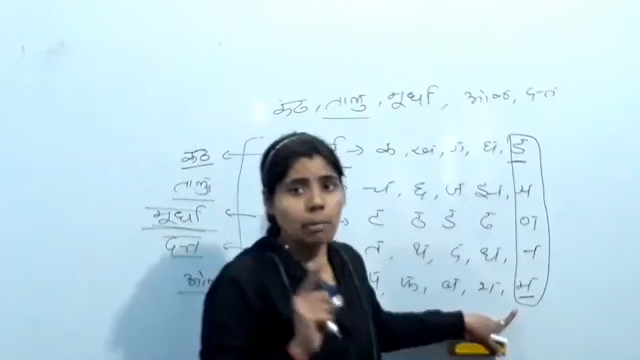 कंठ, तालु, मूर्धा, ओष्ठ, दन्त
कंठ क, ख, ग, घ, ङ
तालु च, छ, ज, झ, ञ
मूर्धा ट ठ ड ढ ण
दन्त त, थ, द, ध, न
प, फ, ब, भ, म